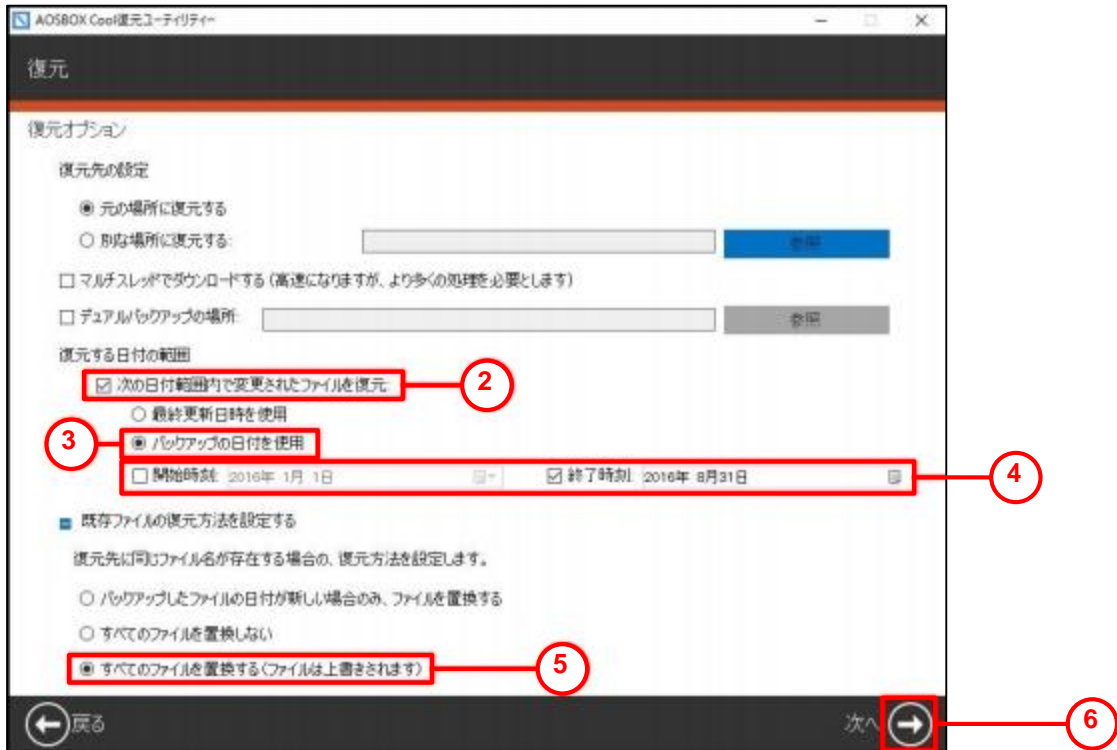 AOSBOX Cool復元ユーティリティー
復元
復元オプション
復元先の設定
元の場所に復元する
別な場所に復元する:
参照
マルチスレッドでダウンロードする (高速になりますが、より多くの処理を必要とします)
デュアルバックアップの場所:
参照
復元する日付の範囲
次の日付範囲内で変更されたファイルを復元:
2
最終更新日時を使用
3
バックアップの日付を使用
開始時刻: 2016年 1月 1日
終了時刻: 2016年 8月31日
4
既存ファイルの復元方法を設定する
復元先に同じファイル名が存在する場合の、復元方法を設定します。
バックアップしたファイルの日付が新しい場合のみ、ファイルを置換する
すべてのファイルを置換しない
すべてのファイルを置換する(ファイルは上書きされます)
5
戻る
次へ
6